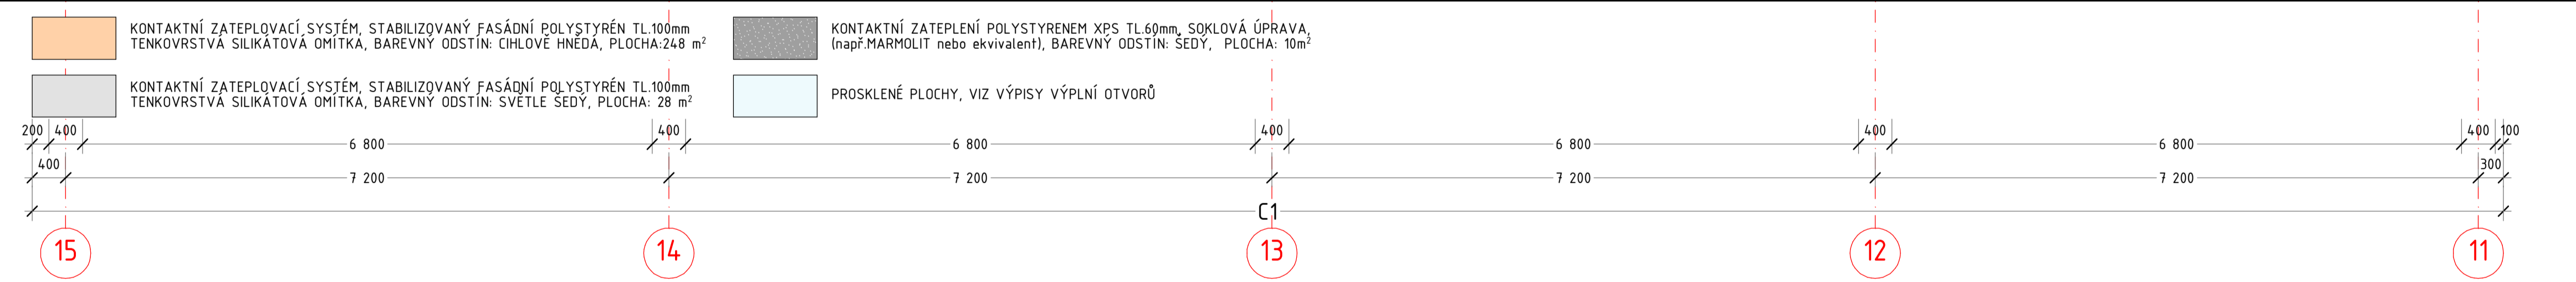 KONTAKTNÍ ZATEPLOVACÍ SYSTÉM, STABILIZOVANÝ FASÁDNÍ POLYSTYRÉN TL.100mm
TENKOVRSTVÁ SILIKÁTOVÁ OMÍTKA, BAREVNÝ ODSTÍN: CIHLOVĚ HNĚDÁ, PLOCHA:248 m²
KONTAKTNÍ ZATEPLOVACÍ SYSTÉM, STABILIZOVANÝ FASÁDNÍ POLYSTYRÉN TL.100mm
TENKOVRSTVÁ SILIKÁTOVÁ OMÍTKA, BAREVNÝ ODSTÍN: SVĚTLE ŠEDÝ, PLOCHA: 28 m²
KONTAKTNÍ ZATEPLENÍ POLYSTYRENEM XPS TL.60mm, SOKLOVÁ ÚPRAVA,
(např.MARMOLIT nebo ekvivalent), BAREVNÝ ODSTÍN: ŠEDÝ, PLOCHA: 10m²
PROSKLENÉ PLOCHY, VIZ VÝPISY VÝPLNÍ OTVORŮ
200 400 400 400 400 400 100
6 800 6 800 6 800 6 800
400 300
7 200 7 200 7 200 7 200
C1
15 14 13 12 11